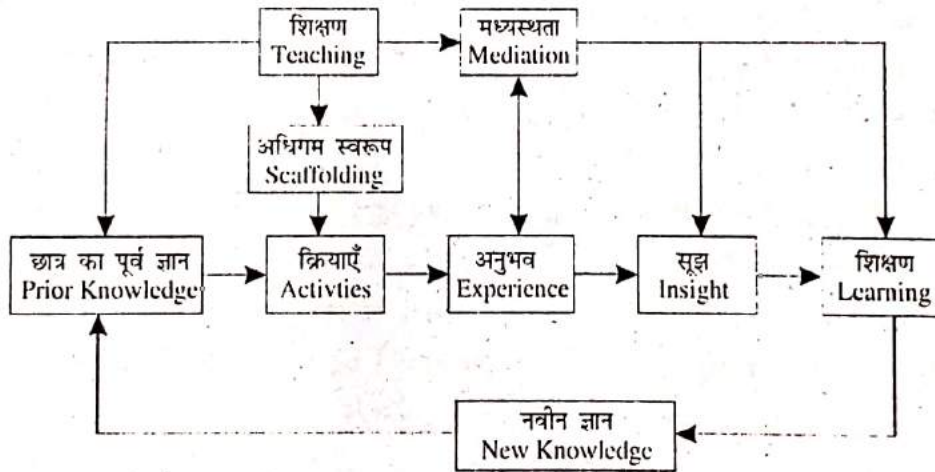 शिक्षण
Teaching
मध्यस्थता
Mediation
अधिगम स्वरूप
Scaffolding
छात्र का पूर्व ज्ञान
Prior Knowledge
क्रियाएँ
Activties
अनुभव
Experience
सूझ
Insight
शिक्षण
Learning
नवीन ज्ञान
New Knowledge